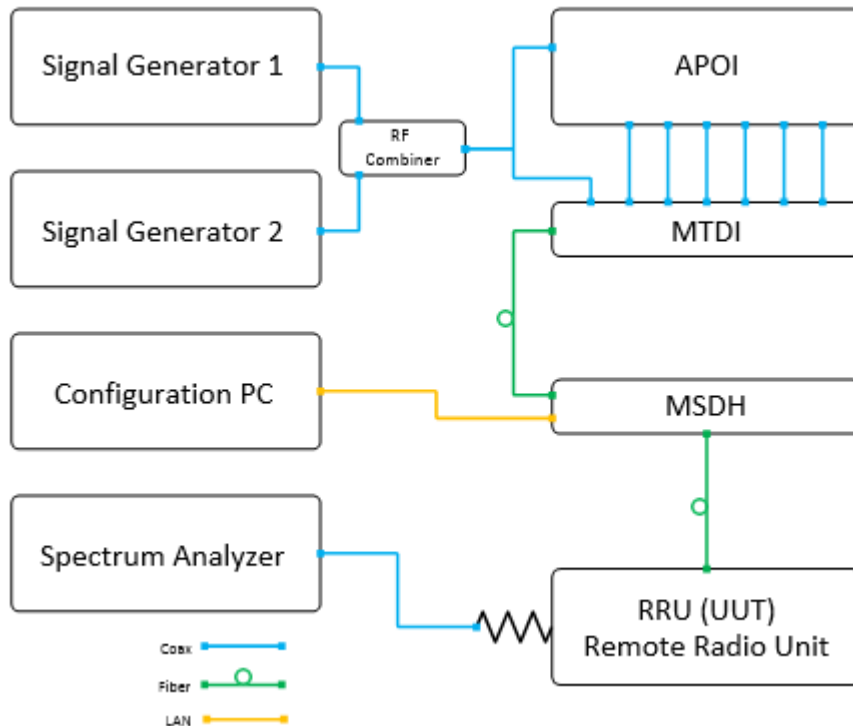 Signal Generator 1
APOI
RF
Combiner
Signal Generator 2
MTDI
Configuration PC
MSDH
Spectrum Analyzer
RRU (UUT)
Remote Radio Unit
Coax
Fiber
LAN